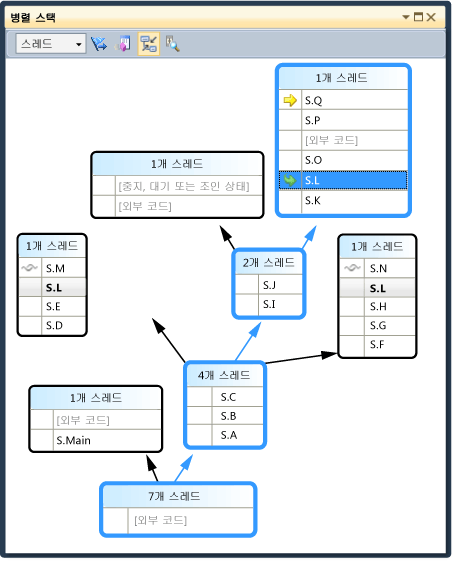 병렬 스택
스레드
1개 스레드
S.Q
S.P
[외부 코드]
S.O
S.L
S.K
1개 스레드
[중지, 대기 또는 조인 상태]
[외부 코드]
1개 스레드
S.M
S.L
S.E
S.D
2개 스레드
S.J
S.I
1개 스레드
S.N
S.L
S.H
S.G
S.F
4개 스레드
S.C
S.B
S.A
1개 스레드
[외부 코드]
S.Main
7개 스레드
[외부 코드]